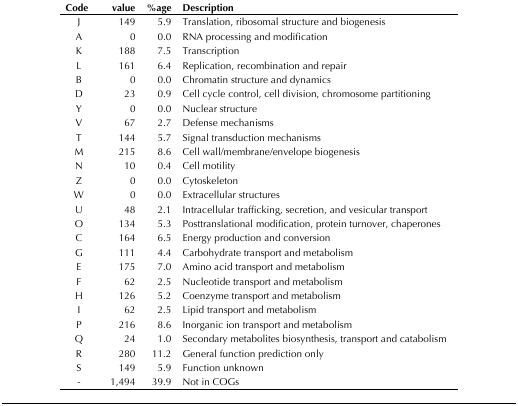 Code value %age Description
J 149 5.9 Translation, ribosomal structure and biogenesis
A 0 0.0 RNA processing and modification
K 188 7.5 Transcription
L 161 6.4 Replication, recombination and repair
B 0 0.0 Chromatin structure and dynamics
D 23 0.9 Cell cycle control, cell division, chromosome partitioning
Y 0 0.0 Nuclear structure
V 67 2.7 Defense mechanisms
T 144 5.7 Signal transduction mechanisms
M 215 8.6 Cell wall/membrane/envelope biogenesis
N 10 0.4 Cell motility
Z 0 0.0 Cytoskeleton
W 0 0.0 Extracellular structures
U 48 2.1 Intracellular trafficking, secretion, and vesicular transport
O 134 5.3 Posttranslational modification, protein turnover, chaperones
C 164 6.5 Energy production and conversion
G 111 4.4 Carbohydrate transport and metabolism
E 175 7.0 Amino acid transport and metabolism
F 62 2.5 Nucleotide transport and metabolism
H 126 5.2 Coenzyme transport and metabolism
I 62 2.5 Lipid transport and metabolism
P 216 8.6 Inorganic ion transport and metabolism
Q 24 1.0 Secondary metabolites biosynthesis, transport and catabolism
R 280 11.2 General function prediction only
S 149 5.9 Function unknown
- 1,494 39.9 Not in COGs